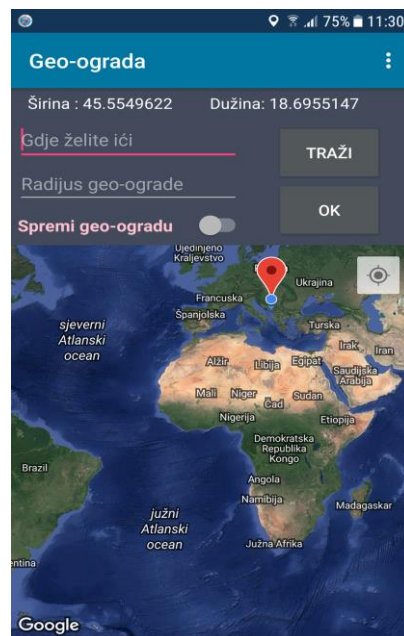 75% 11:30
Geo-ograda
Širina : 45.5549622 Dužina: 18.6955147
Gdje želite ići
TRAŽI
Radijus geo-ograde
OK
Spremi geo-ogradu
Ujedinjeno
Kraljevstvo
Ukrajina
Francuska
Španjolska
Turska
sjeverni
Atlanski
ocean
Irak
Iran
Alžir
Libija
Egipat
Saudijska
Arabija
Mali
Niger
Čad
Sudan
Nigerija
Etiopija
Demokratska
Republika
Kongo
Brazil
Angola
Namibija
Madagaskar
južni
Atlanski
ocean
Južna Afrika
entina
Google